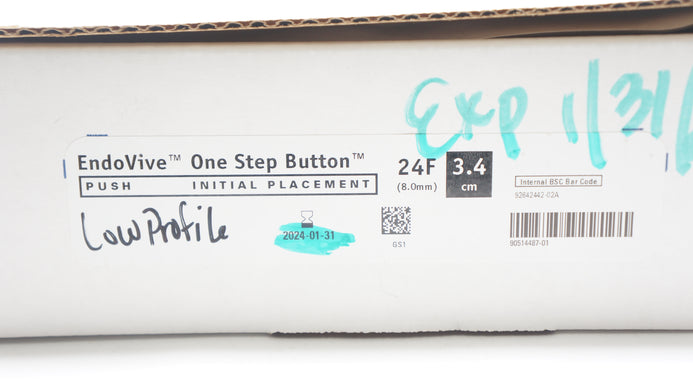 Exp 1/31/
EndoVive™ One Step Button™
PUSH INITIAL PLACEMENT
24F
(8.0mm)
3.4
cm
Internal BSC Bar Code
92642442-02A
Low Profile
2024-01-31
GS1
90514487-01